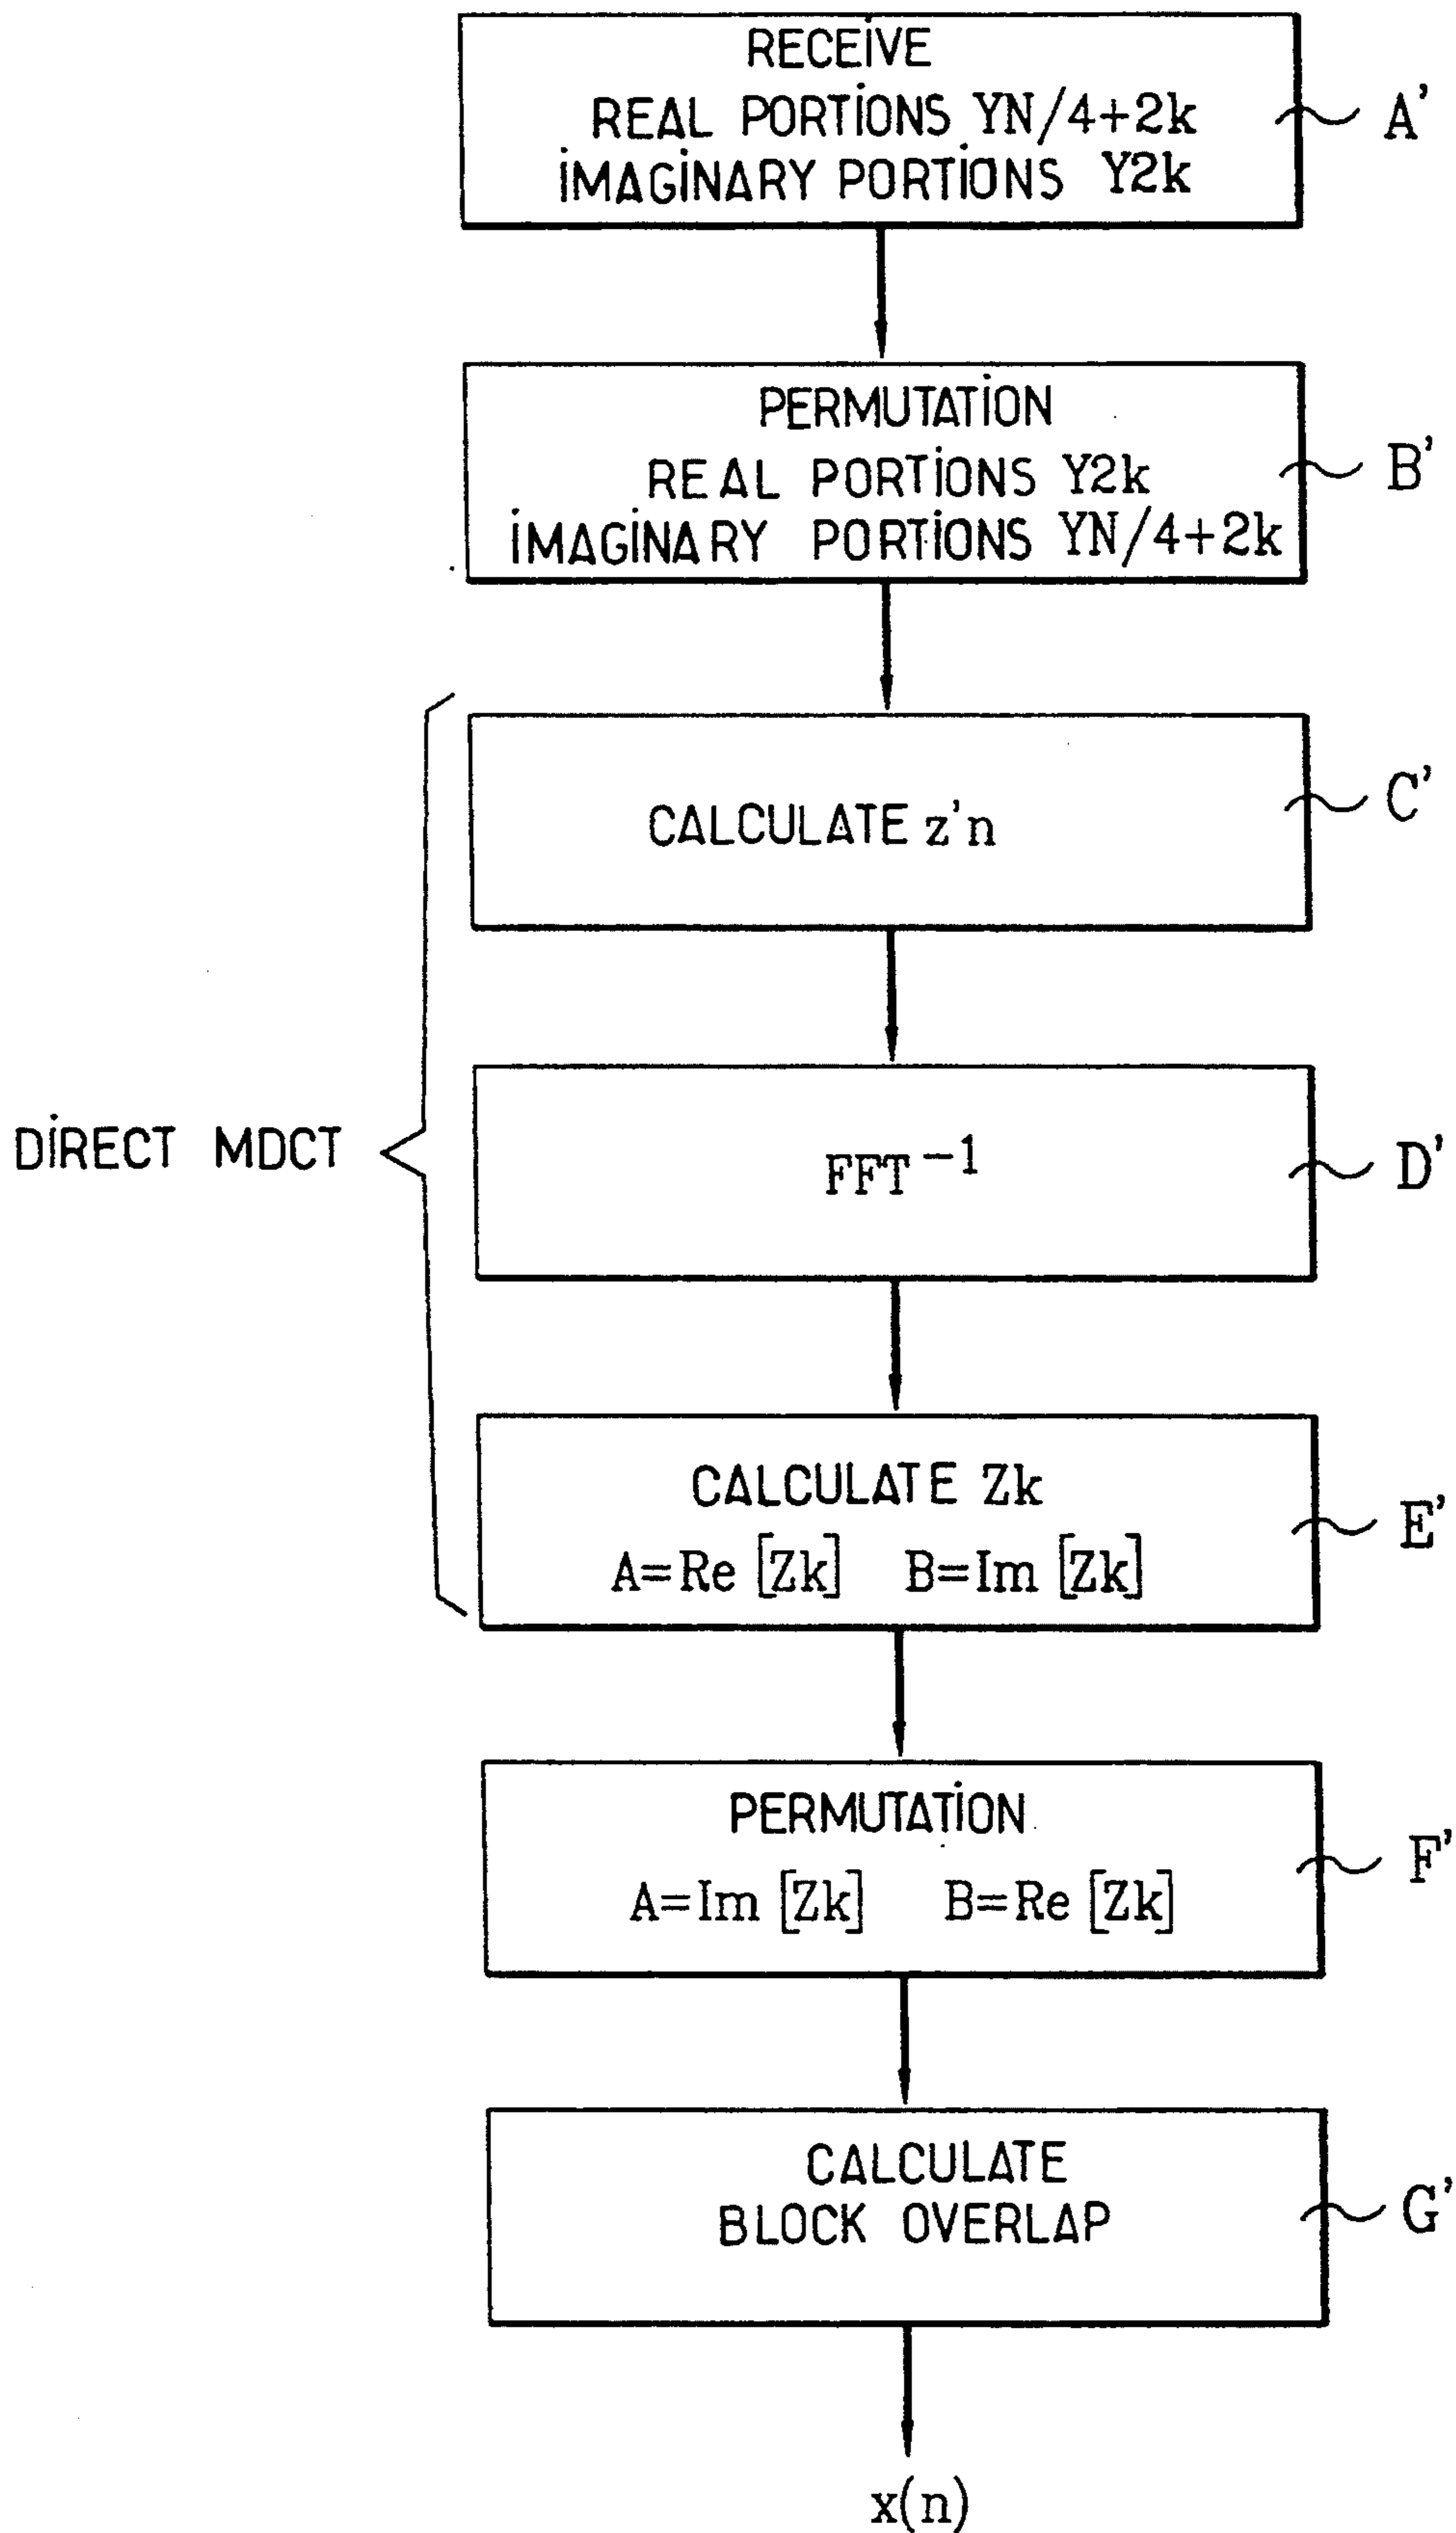 RECEIVE
REAL PORTIONS YN/4+2k
IMAGINARY PORTIONS Y2k
A'
PERMUTATION
REAL PORTIONS Y2k
IMAGINARY PORTIONS YN/4+2k
B'
CALCULATE z'n
C'
DIRECT MDCT
FFT⁻¹
D'
CALCULATE Zk
A=Re [Zk] B=Im [Zk]
E'
PERMUTATION
A=Im [Zk] B=Re [Zk]
F'
CALCULATE
BLOCK OVERLAP
G'
x(n)